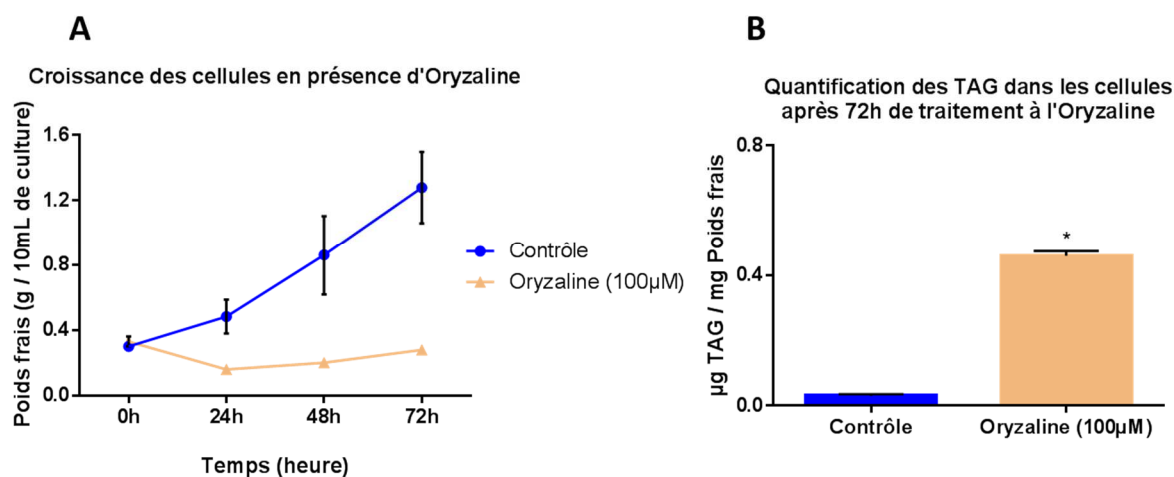 A
Croissance des cellules en présence d'Oryzaline
1.6
1.2
0.8
0.4
0.0
Poids frais (g / 10mL de culture)
0h
24h
48h
72h
Temps (heure)
Contrôle
Oryzaline (100µM)
B
Quantification des TAG dans les cellules
après 72h de traitement à l'Oryzaline
0.8
0.4
0.0
µg TAG / mg Poids frais
*
Contrôle
Oryzaline (100µM)